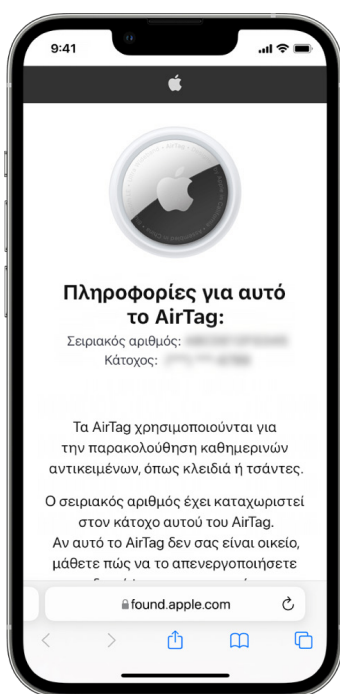 9:41
Πληροφορίες για αυτό
το AirTag:
Σειριακός αριθμός:
Κάτοχος:
Τα AirTag χρησιμοποιούνται για
την παρακολούθηση καθημερινών
αντικειμένων, όπως κλειδιά ή τσάντες.
Ο σειριακός αριθμός έχει καταχωριστεί
στον κάτοχο αυτού του AirTag.
Αν αυτό το AirTag δεν σας είναι οικείο,
μάθετε πώς να το απενεργοποιήσετε
found.apple.com